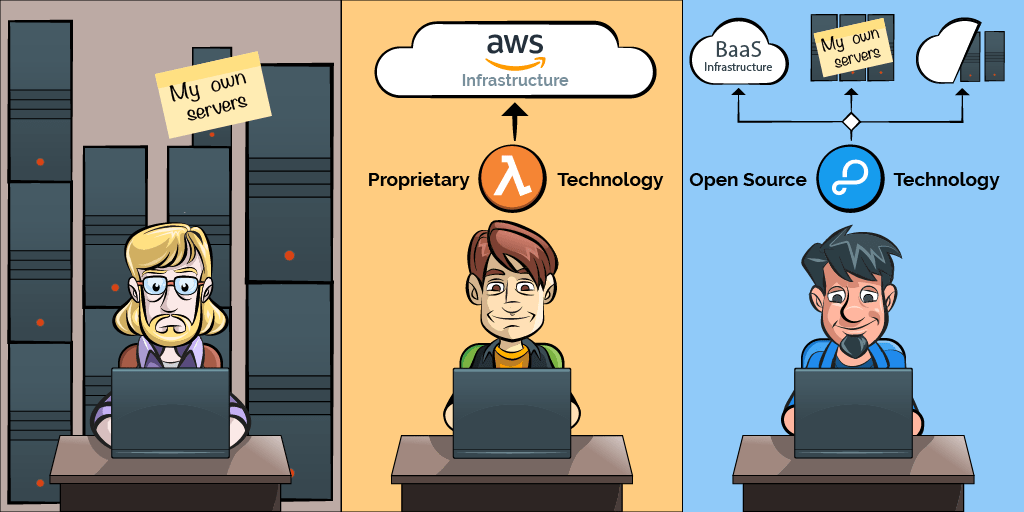 My own
servers
aws
Infrastructure
Proprietary
Technology
BaaS
Infrastructure
My own
servers
Open Source
Technology